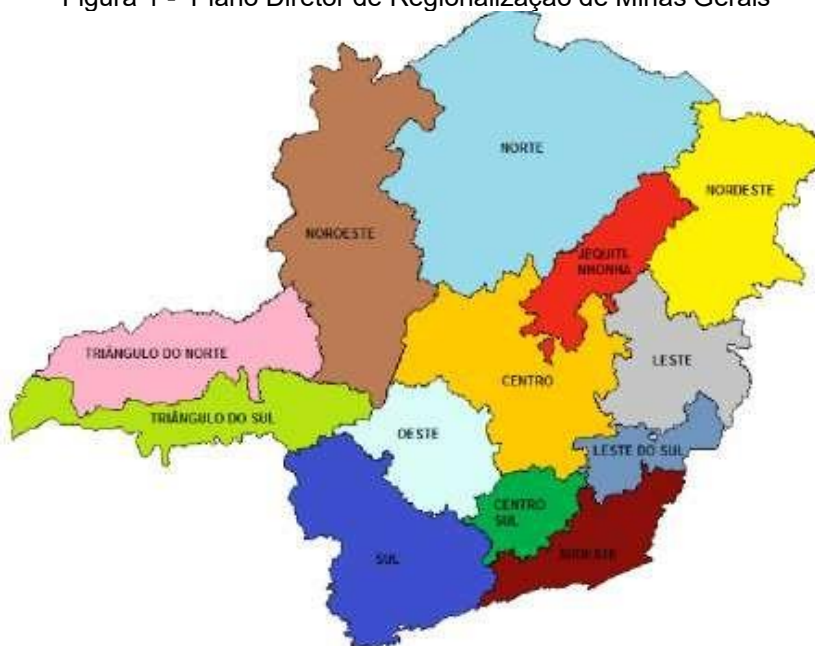 Figura 1 - Plano Diretor de Regionalização de Minas Gerais
NORTE
NORDESTE
NOROESTE
JEQUITI
NHONHA
TRIÂNGULO DO NORTE
LESTE
CENTRO
TRIÂNGULO DO SUL
OESTE
LESTE DO SUL
CENTRO
SUL
SUDESTE
SUL